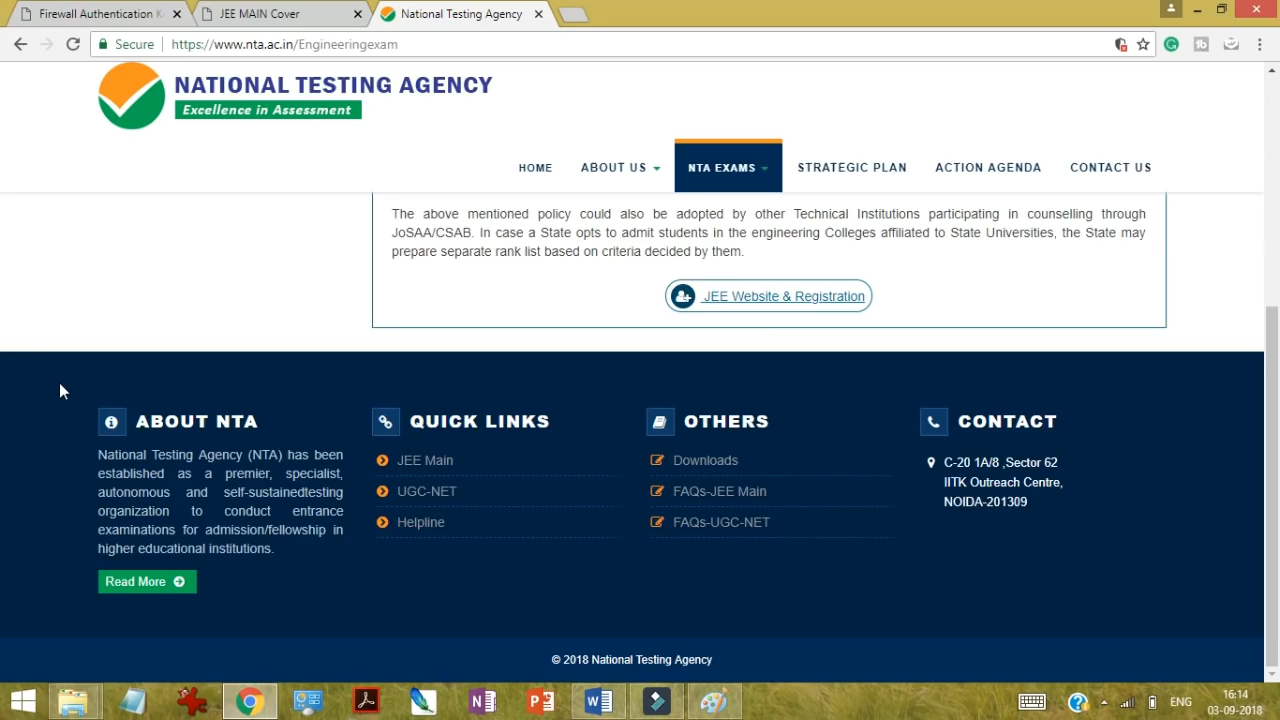 Firewall Authentication K
JEE MAIN Cover
National Testing Agency
Secure
https://www.nta.ac.in/Engineeringexam
NATIONAL TESTING AGENCY
Excellence in Assessment
HOME
ABOUT US
NTA EXAMS
STRATEGIC PLAN
ACTION AGENDA
CONTACT US
The above mentioned policy could also be adopted by other Technical Institutions participating in counselling through
JoSAA/CSAB. In case a State opts to admit students in the engineering Colleges affiliated to State Universities, the State may
prepare separate rank list based on criteria decided by them.
JEE Website & Registration
ABOUT NTA
National Testing Agency (NTA) has been
established as a premier, specialist,
autonomous and self-sustainedtesting
organization to conduct entrance
examinations for admission/fellowship in
higher educational institutions.
Read More
QUICK LINKS
JEE Main
UGC-NET
Helpline
OTHERS
Downloads
FAQs-JEE Main
FAQs-UGC-NET
CONTACT
C-20 1A/8 ,Sector 62
IITK Outreach Centre,
NOIDA-201309
© 2018 National Testing Agency
ENG
16:14
03-09-2018